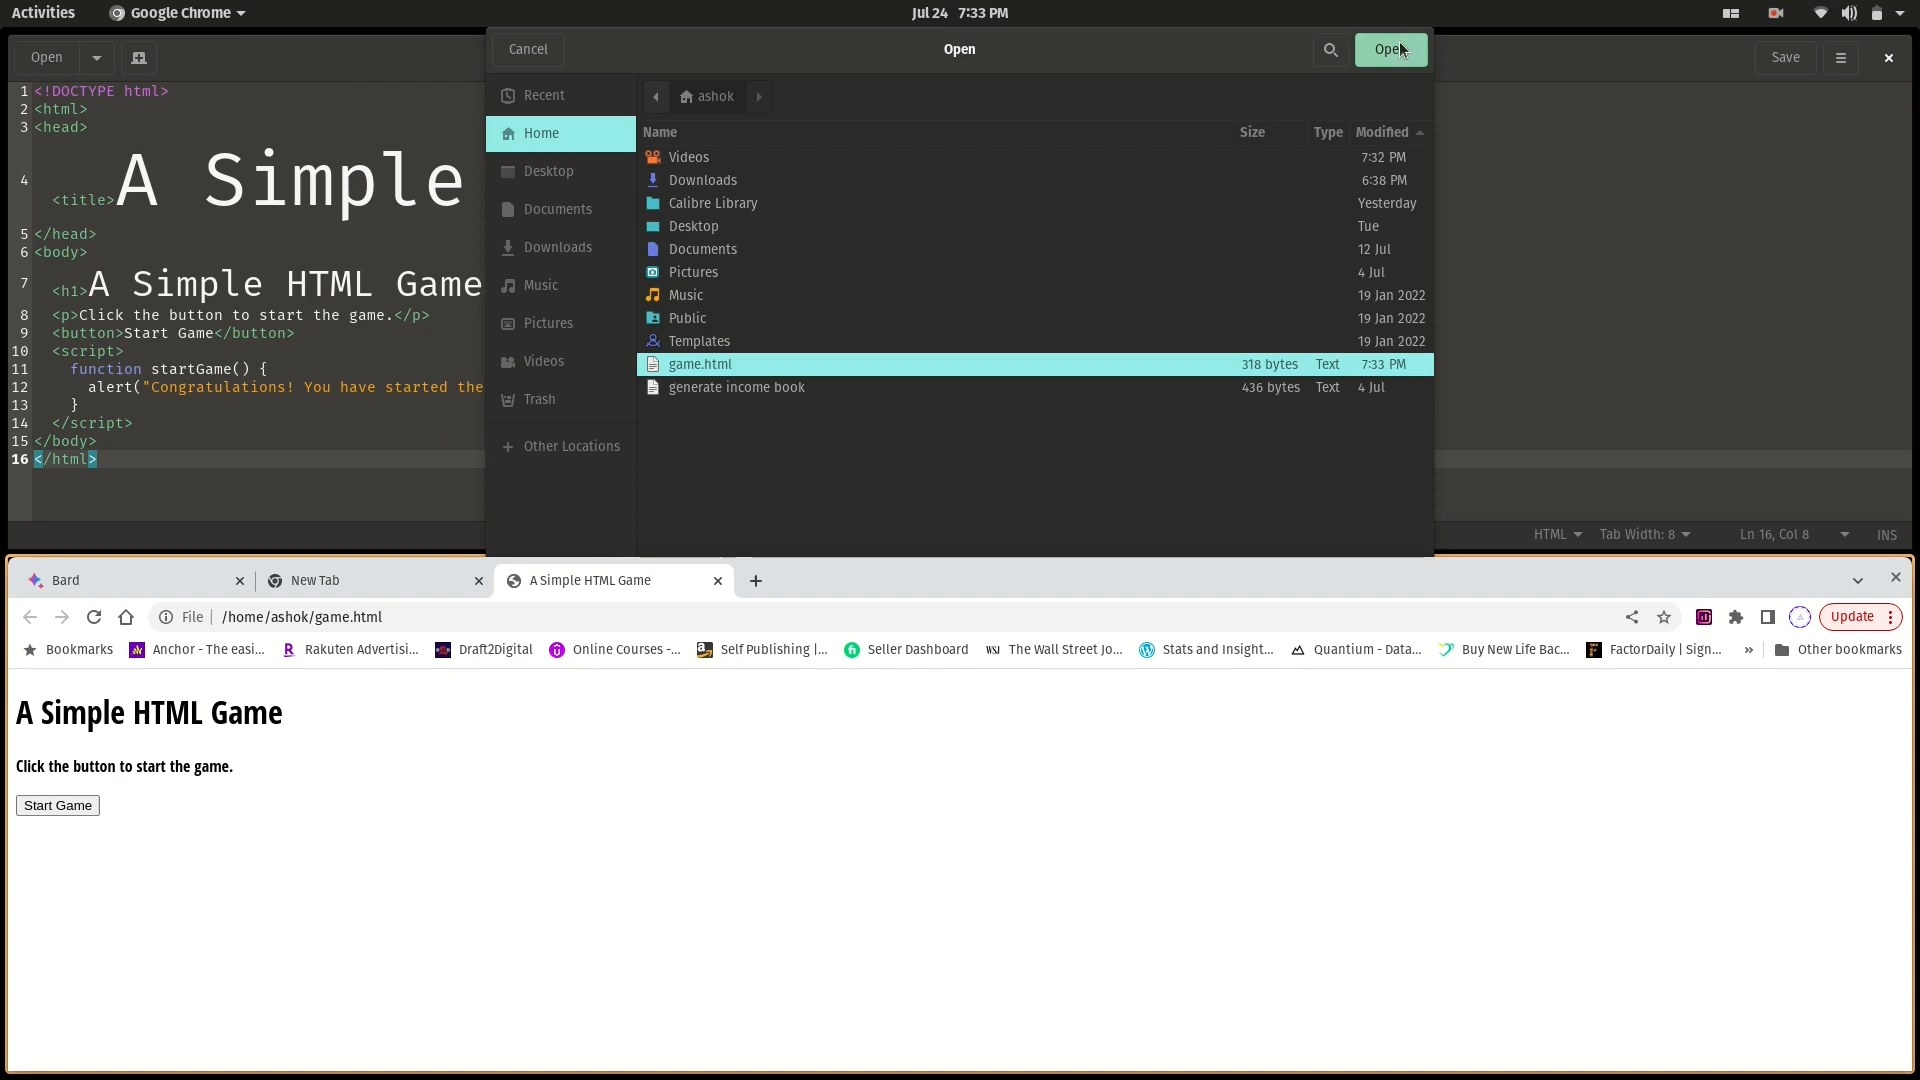 Activities
Google Chrome
Jul 24 7:33 PM
Open
Save
1 <!DOCTYPE html>
2 <html>
3 <head>
4 <title>A Simple
5 </head>
6 <body>
7 <h1>A Simple HTML Game
8 <p>Click the button to start the game.</p>
9 <button>Start Game</button>
10 <script>
11 function startGame() {
12 alert("Congratulations! You have started the
13 }
14 </script>
15 </body>
16 </html>
Cancel
Open
Open
Recent
Home
Desktop
Documents
Downloads
Music
Pictures
Videos
Trash
+ Other Locations
ashok
Name Size Type Modified
Videos 7:32 PM
Downloads 6:38 PM
Calibre Library Yesterday
Desktop Tue
Documents 12 Jul
Pictures 4 Jul
Music 19 Jan 2022
Public 19 Jan 2022
Templates 19 Jan 2022
game.html 318 bytes Text 7:33 PM
generate income book 436 bytes Text 4 Jul
HTML Tab Width: 8 Ln 16, Col 8 INS
Bard
New Tab
A Simple HTML Game
File /home/ashok/game.html
Update
Bookmarks
Anchor - The easi...
Rakuten Advertisi...
Draft2Digital
Online Courses -...
Self Publishing |...
Seller Dashboard
WSJ The Wall Street Jo...
Stats and Insight...
Quantium - Data...
Buy New Life Bac...
FactorDaily | Sign...
»
Other bookmarks
A Simple HTML Game
Click the button to start the game.
Start Game